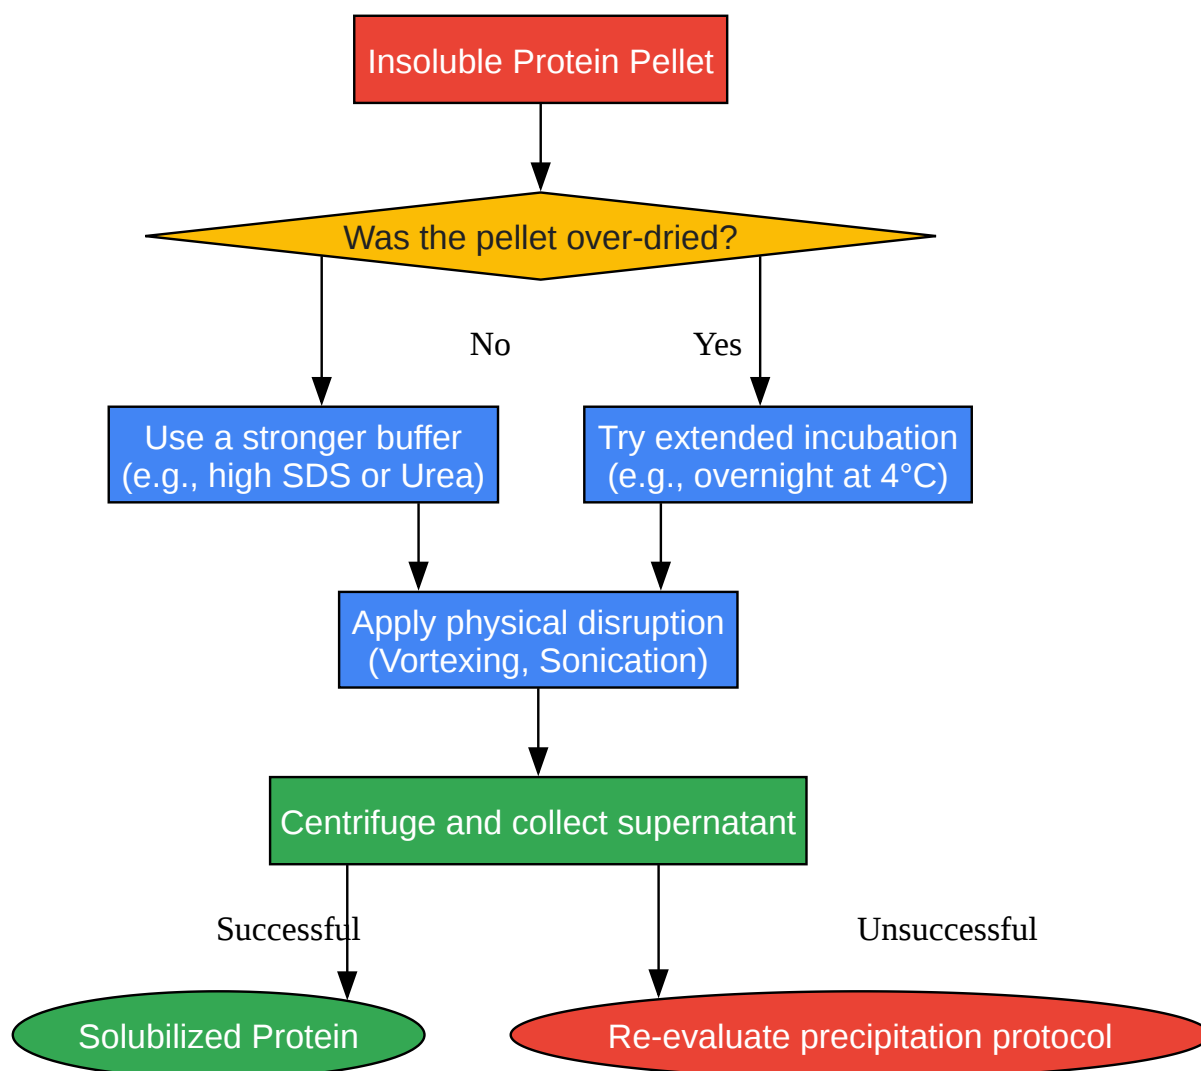 Insoluble Protein Pellet
Was the pellet over-dried?
No
Yes
Use a stronger buffer
(e.g., high SDS or Urea)
Try extended incubation
(e.g., overnight at 4°C)
Apply physical disruption
(Vortexing, Sonication)
Centrifuge and collect supernatant
Successful
Unsuccessful
Solubilized Protein
Re-evaluate precipitation protocol